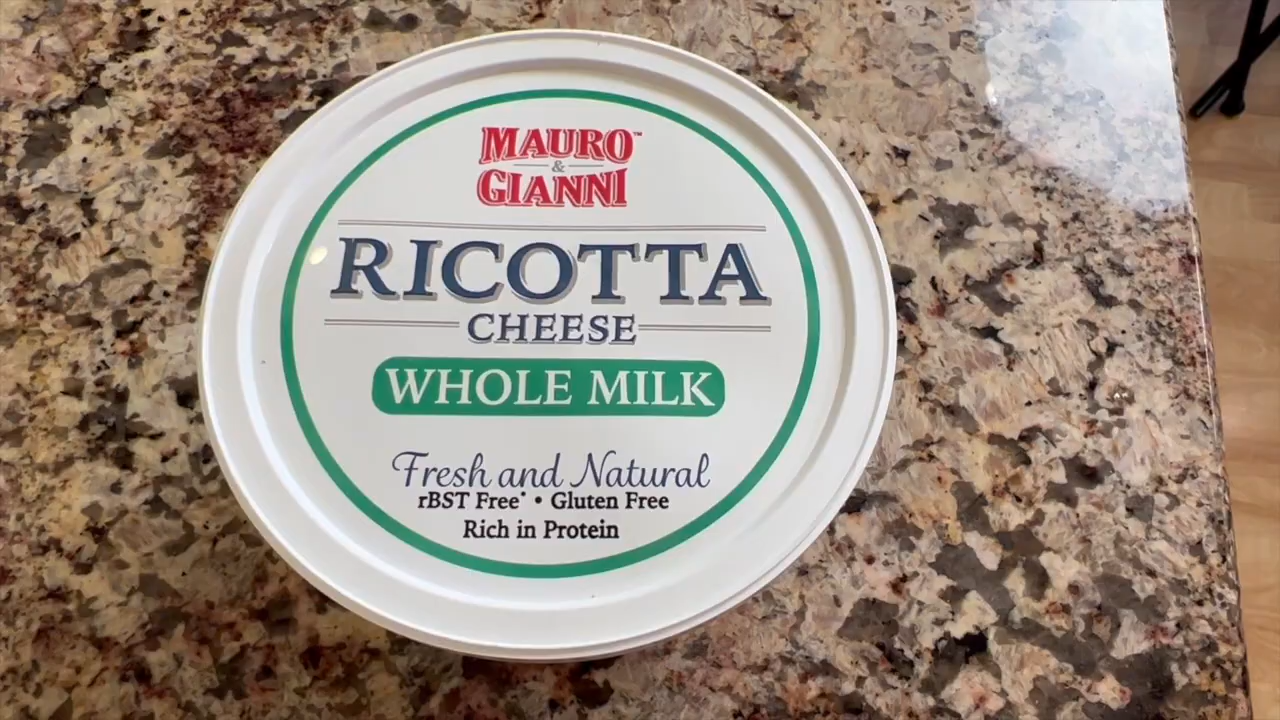 MAURO™
&
GIANNI
RICOTTA
CHEESE
WHOLE MILK
Fresh and Natural
rBST Free* • Gluten Free
Rich in Protein